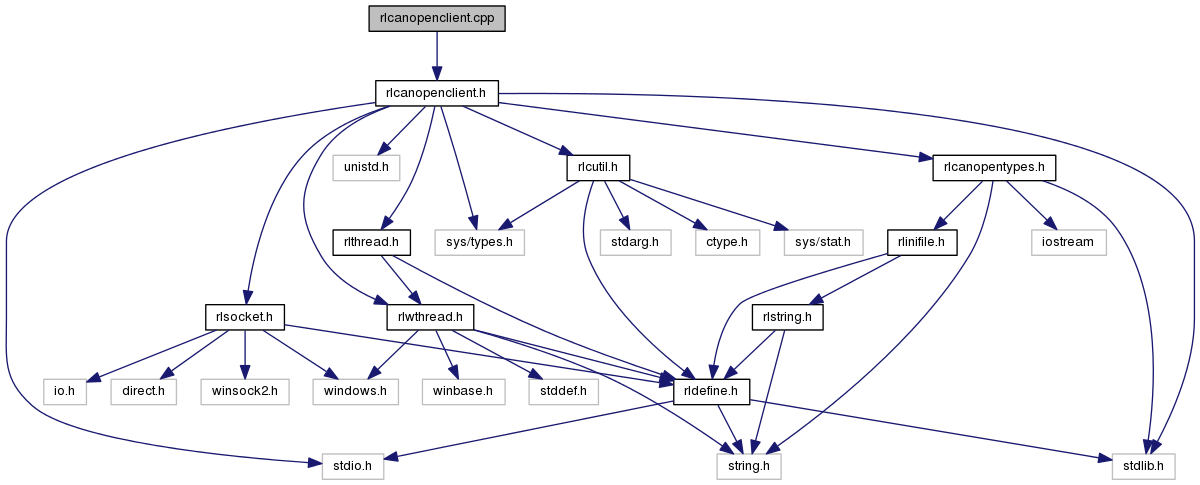 rlcanopenclient.cpp
rlcanopenclient.h
unistd.h
rlcutil.h
rlcanopentypes.h
rlthread.h
sys/types.h
stdarg.h
ctype.h
sys/stat.h
rlinifile.h
iostream
rlsocket.h
rlwthread.h
rlstring.h
io.h
direct.h
winsock2.h
windows.h
winbase.h
stddef.h
rldefine.h
stdio.h
string.h
stdlib.h